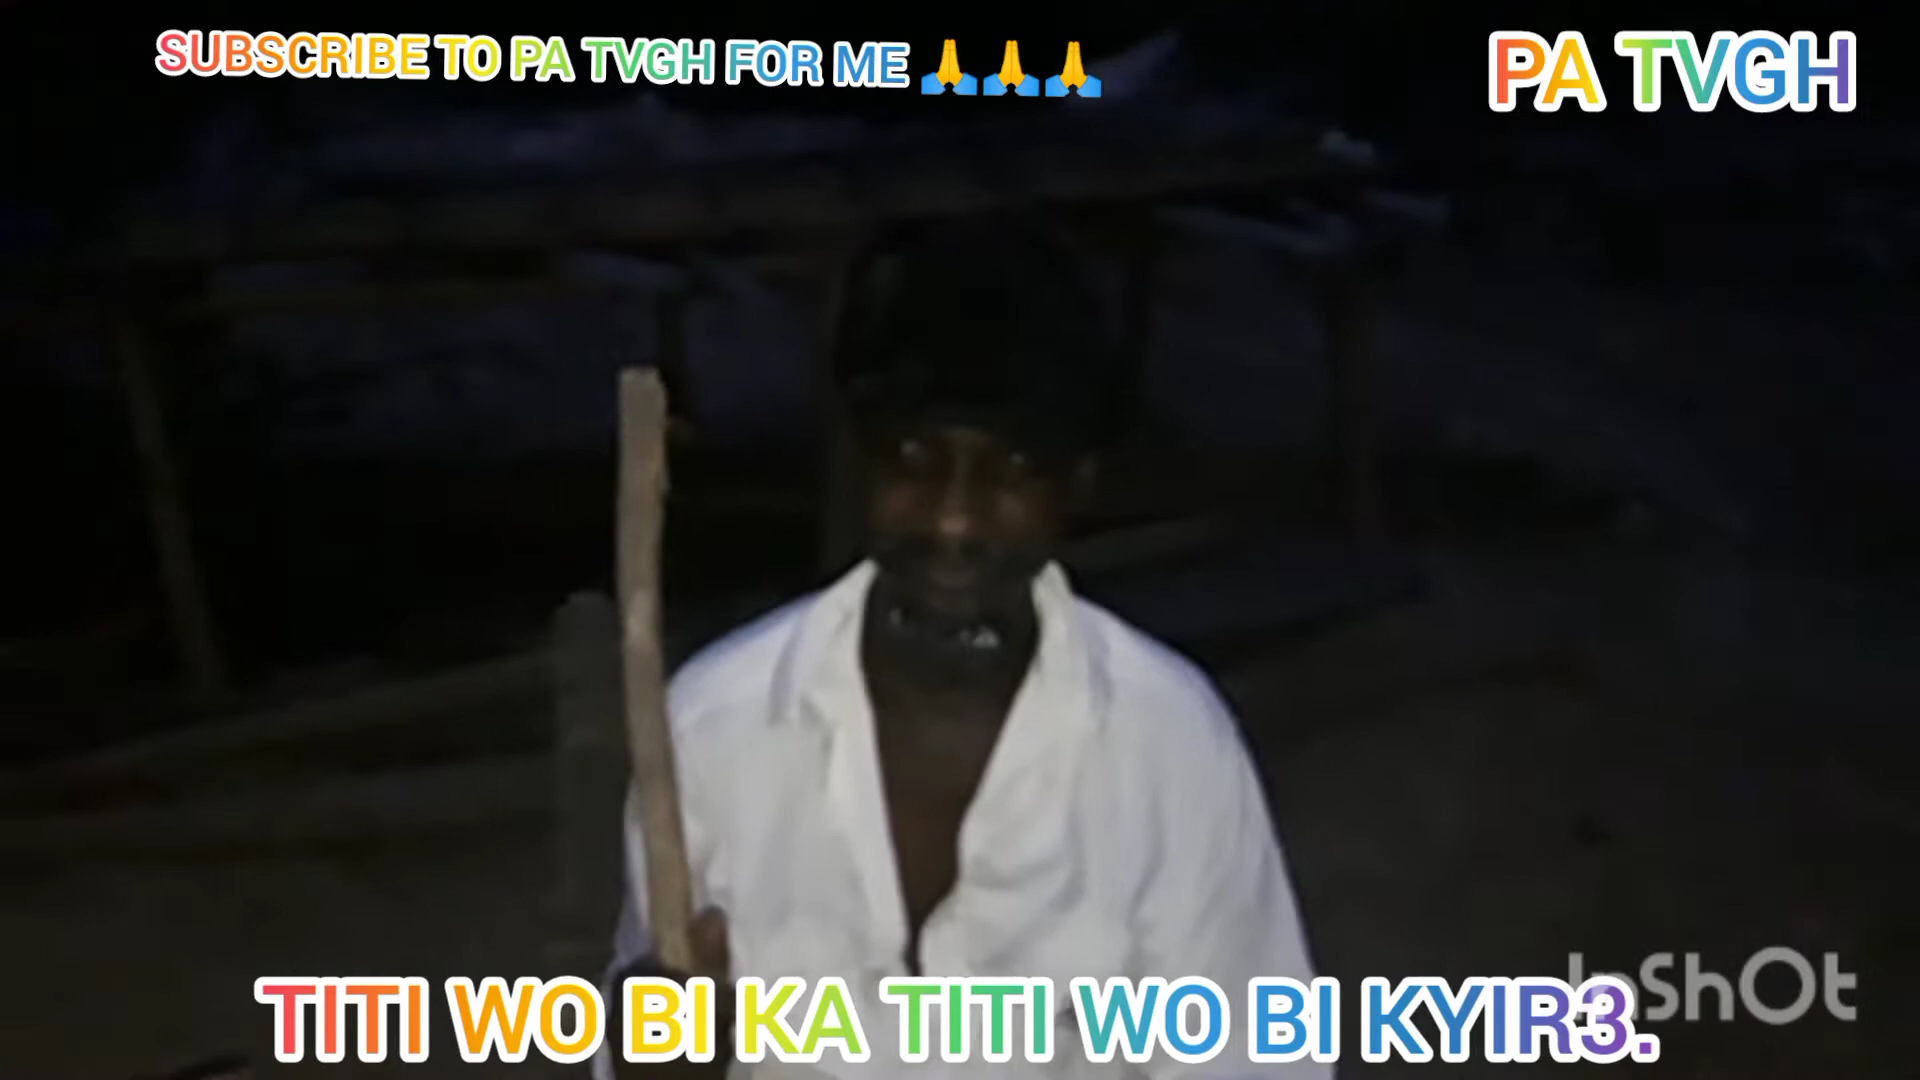 SUBSCRIBE TO PA TVGH FOR ME 🙏🙏🙏
PA TVGH
InShOt
TITI WO BI KA TITI WO BI KYIR3.